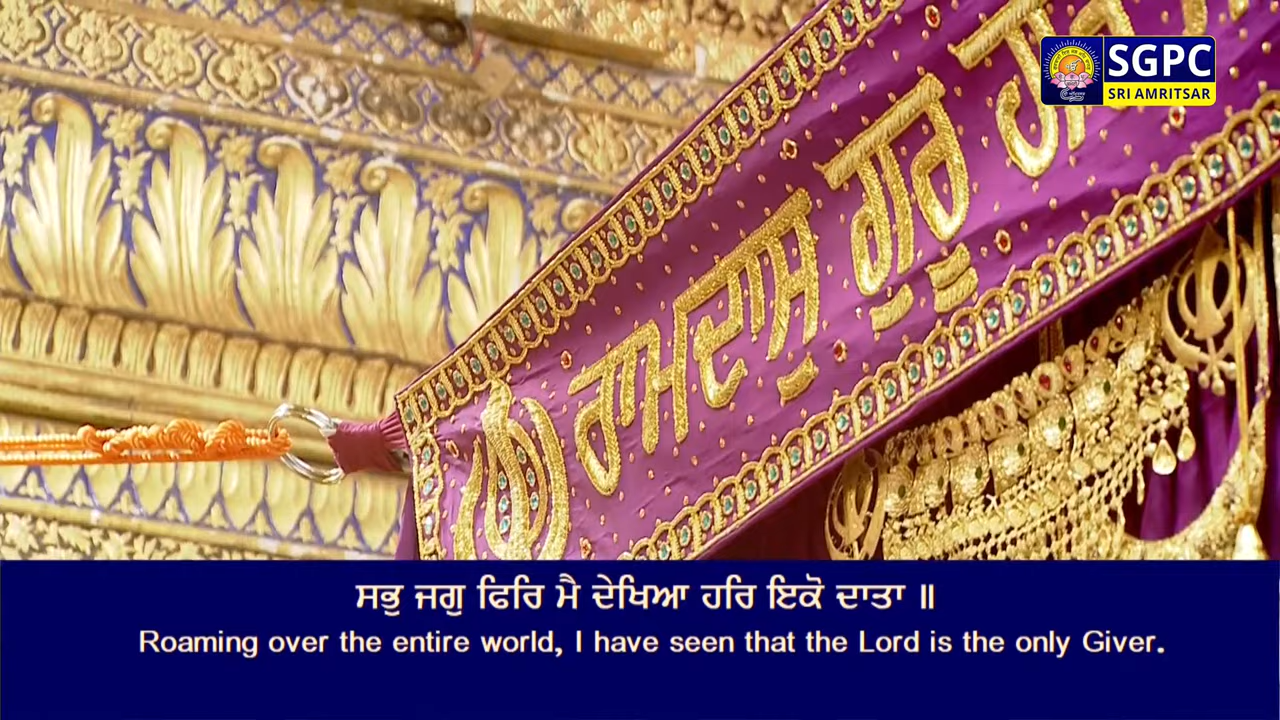 SGPC
SRI AMRITSAR
ਰਾਮਦਾਸੁ ਗੁਰੂ
ਸਭੁ ਜਗੁ ਫਿਰਿ ਮੈ ਦੇਖਿਆ ਹਰਿ ਇਕੋ ਦਾਤਾ ॥
Roaming over the entire world, I have seen that the Lord is the only Giver.